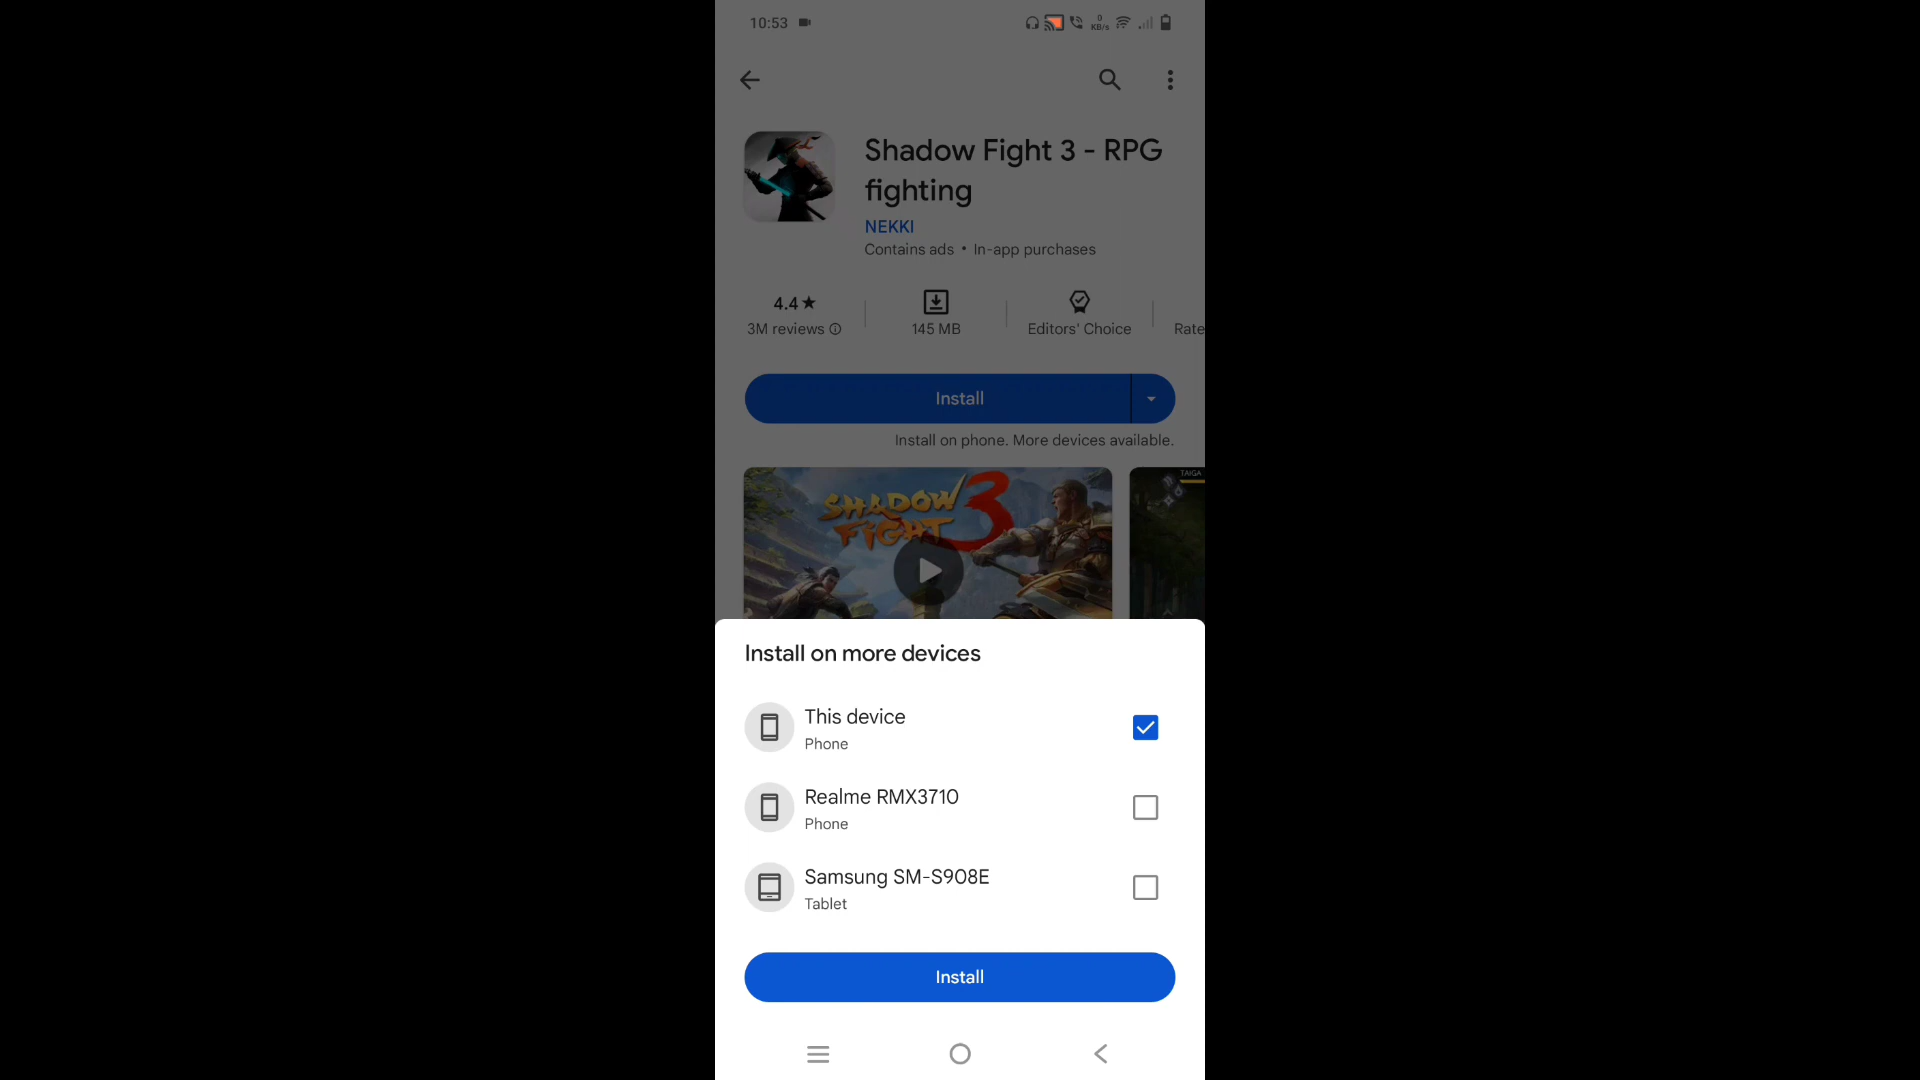 10:53
0
KB/s
Shadow Fight 3 - RPG
fighting
NEKKI
Contains ads • In-app purchases
4.4★
3M reviews
145 MB
Editors' Choice
Rate
Install
Install on phone. More devices available.
TAIGA
SHADOW
FIGHT 3
Install on more devices
This device
Phone
Realme RMX3710
Phone
Samsung SM-S908E
Tablet
Install